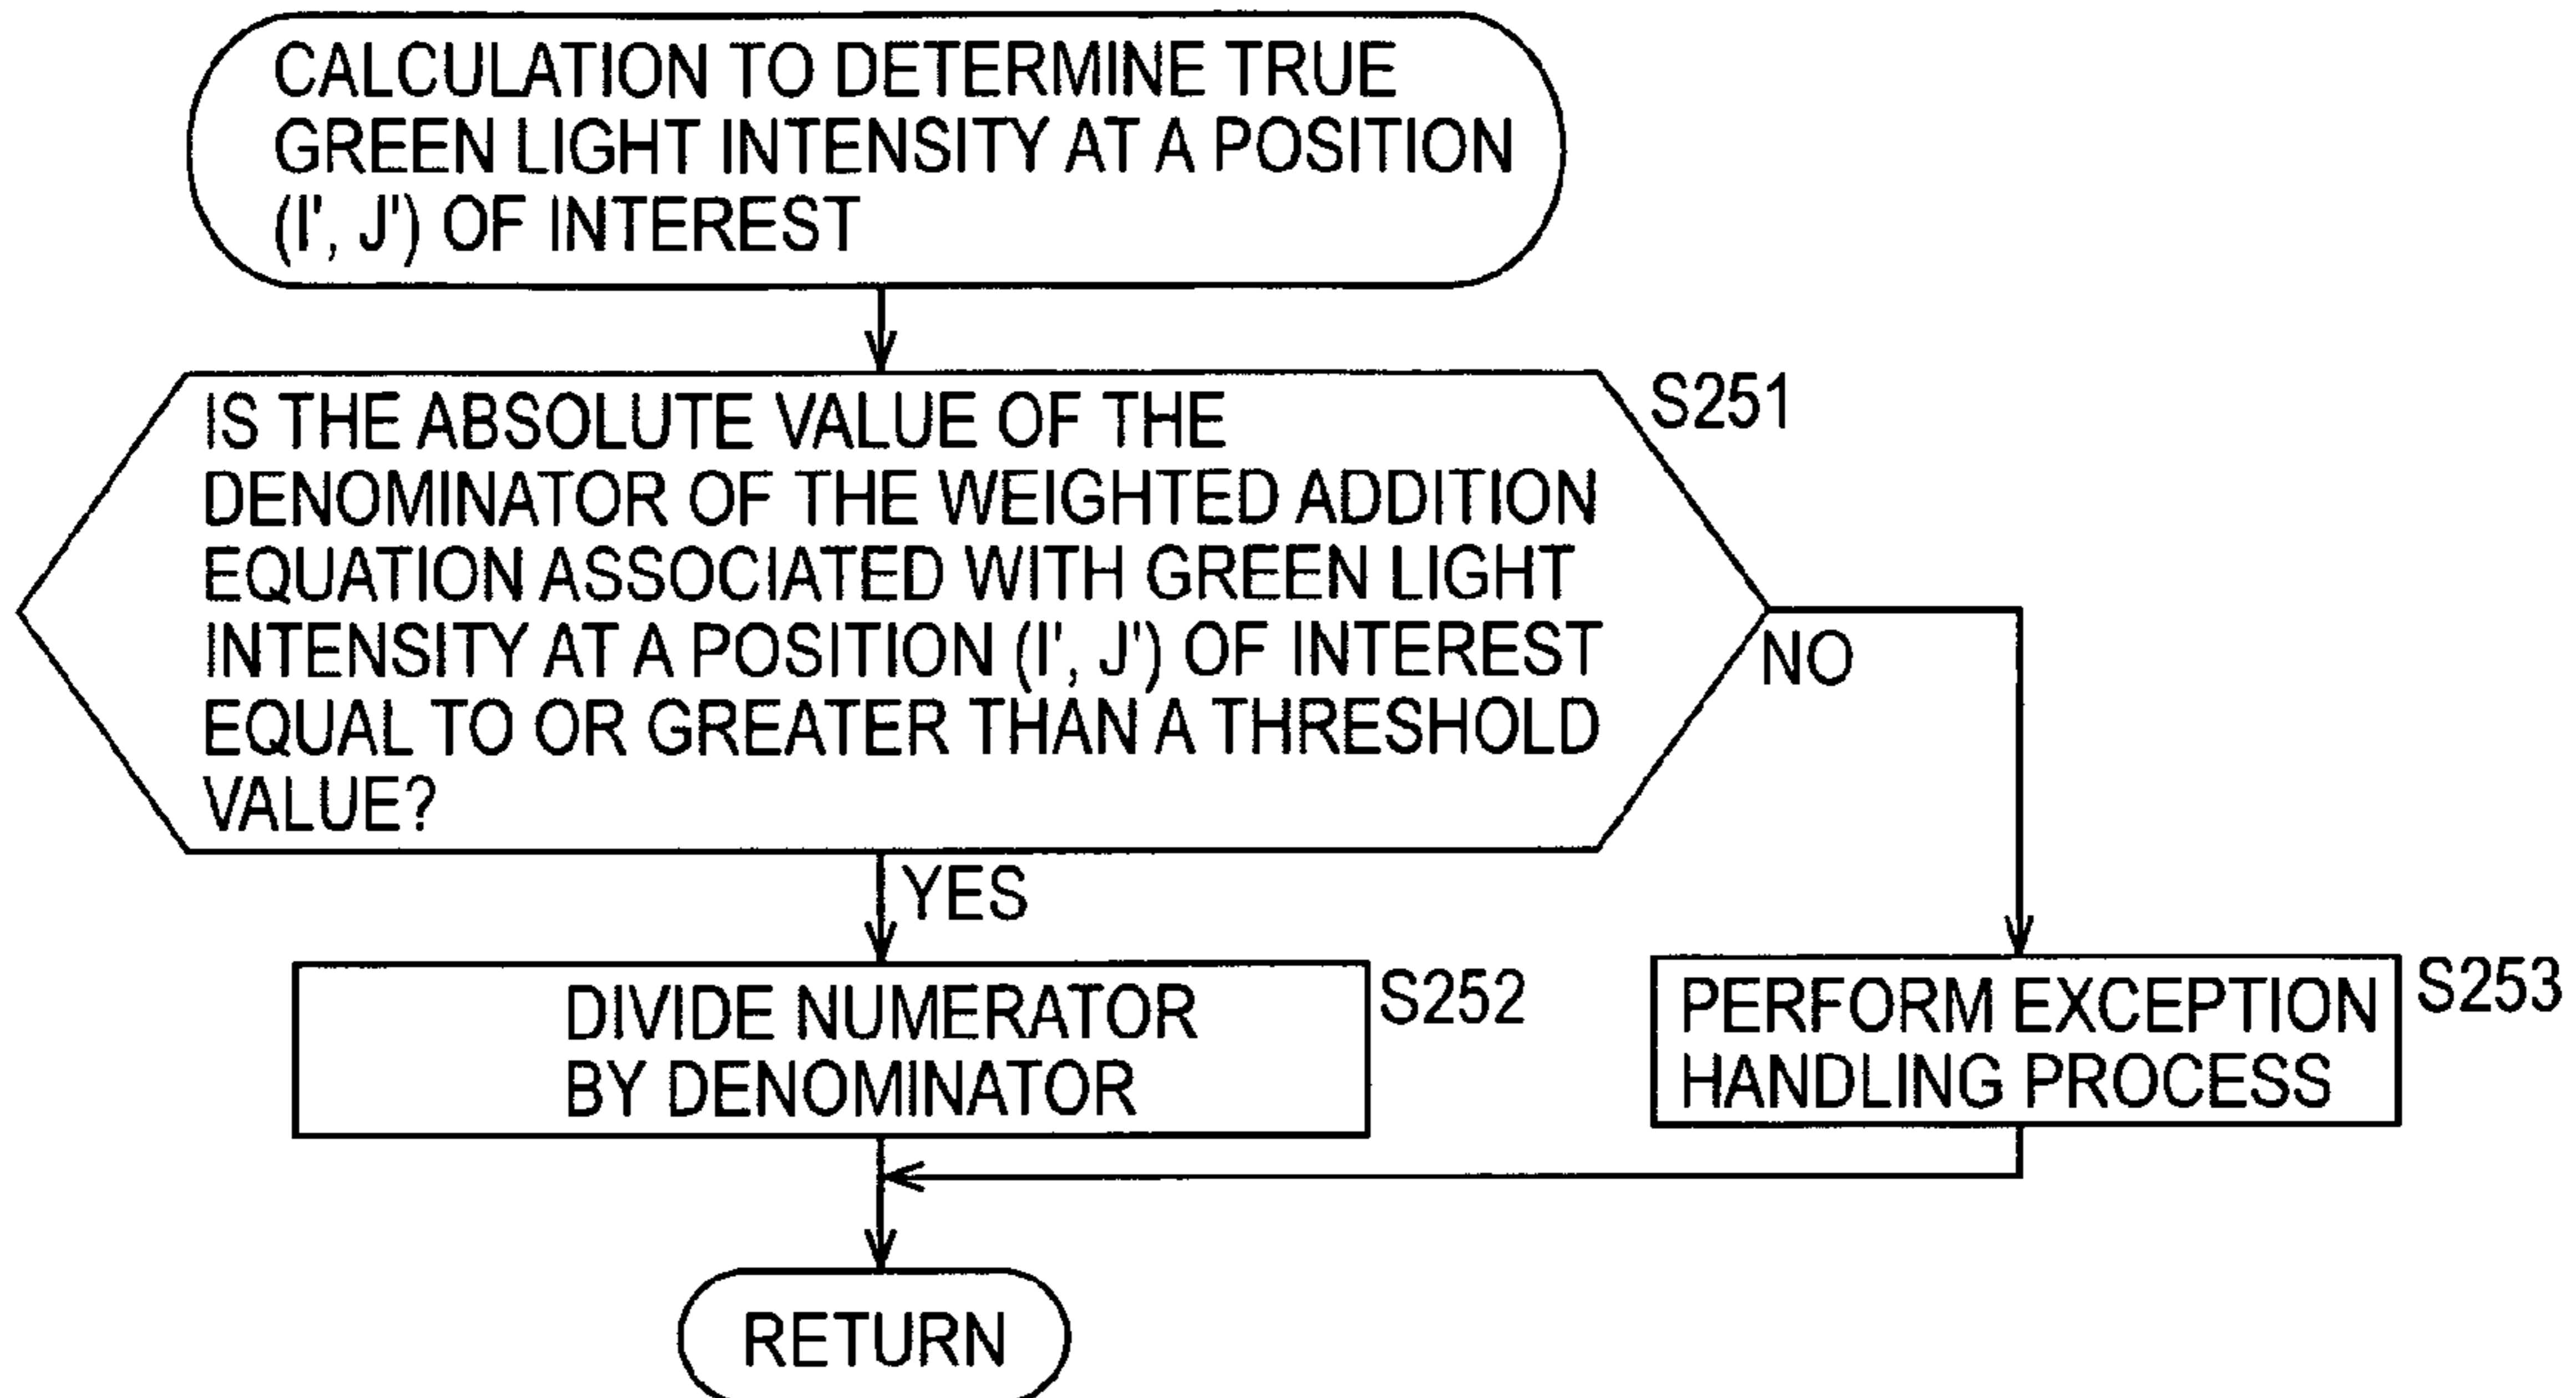 CALCULATION TO DETERMINE TRUE
GREEN LIGHT INTENSITY AT A POSITION
(I', J') OF INTEREST
S251
IS THE ABSOLUTE VALUE OF THE
DENOMINATOR OF THE WEIGHTED ADDITION
EQUATION ASSOCIATED WITH GREEN LIGHT
INTENSITY AT A POSITION (I', J') OF INTEREST
EQUAL TO OR GREATER THAN A THRESHOLD
VALUE?
NO
YES
DIVIDE NUMERATOR
BY DENOMINATOR
S252
PERFORM EXCEPTION
HANDLING PROCESS
S253
RETURN